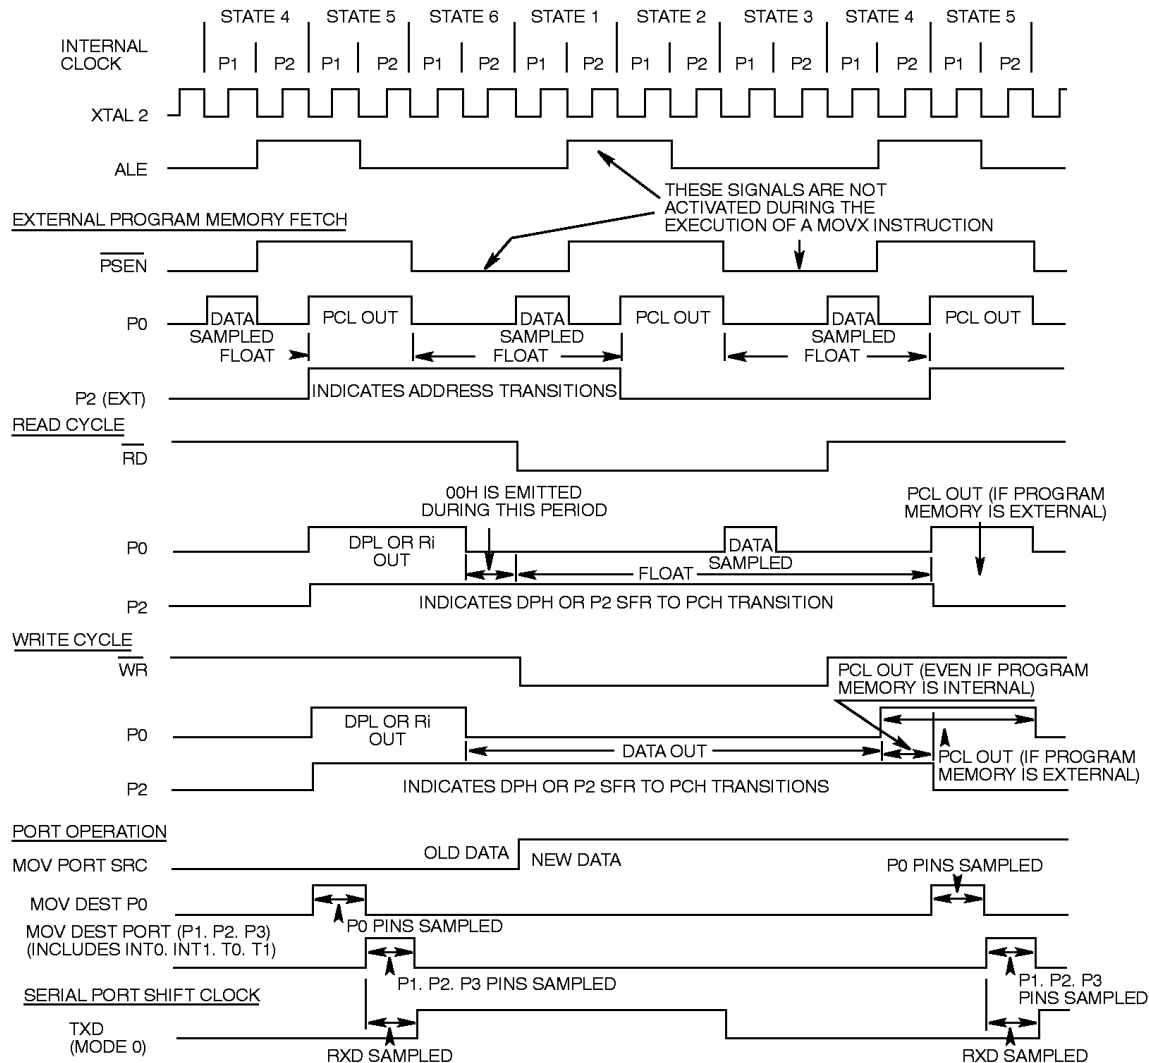 STATE 4 STATE 5 STATE 6 STATE 1 STATE 2 STATE 3 STATE 4 STATE 5
INTERNAL
CLOCK
P1 P2 P1 P2 P1 P2 P1 P2 P1 P2 P1 P2 P1 P2 P1 P2
XTAL 2
ALE
THESE SIGNALS ARE NOT
ACTIVATED DURING THE
EXECUTION OF A MOVX INSTRUCTION
EXTERNAL PROGRAM MEMORY FETCH
PSEN
P0
DATA PCL OUT DATA PCL OUT DATA PCL OUT
SAMPLED SAMPLED SAMPLED
FLOAT FLOAT FLOAT
P2 (EXT)
INDICATES ADDRESS TRANSITIONS
READ CYCLE
RD
00H IS EMITTED
DURING THIS PERIOD
PCL OUT (IF PROGRAM
MEMORY IS EXTERNAL)
P0
DPL OR Ri
OUT
DATA
SAMPLED
FLOAT
P2
INDICATES DPH OR P2 SFR TO PCH TRANSITION
WRITE CYCLE
WR
PCL OUT (EVEN IF PROGRAM
MEMORY IS INTERNAL)
P0
DPL OR Ri
OUT
DATA OUT
PCL OUT (IF PROGRAM
MEMORY IS EXTERNAL)
P2
INDICATES DPH OR P2 SFR TO PCH TRANSITIONS
PORT OPERATION
MOV PORT SRC
OLD DATA NEW DATA
P0 PINS SAMPLED
MOV DEST P0
P0 PINS SAMPLED
MOV DEST PORT (P1. P2. P3)
(INCLUDES INT0. INT1. T0. T1)
P1. P2. P3 PINS SAMPLED
P1. P2. P3
PINS SAMPLED
SERIAL PORT SHIFT CLOCK
TXD
(MODE 0)
RXD SAMPLED RXD SAMPLED